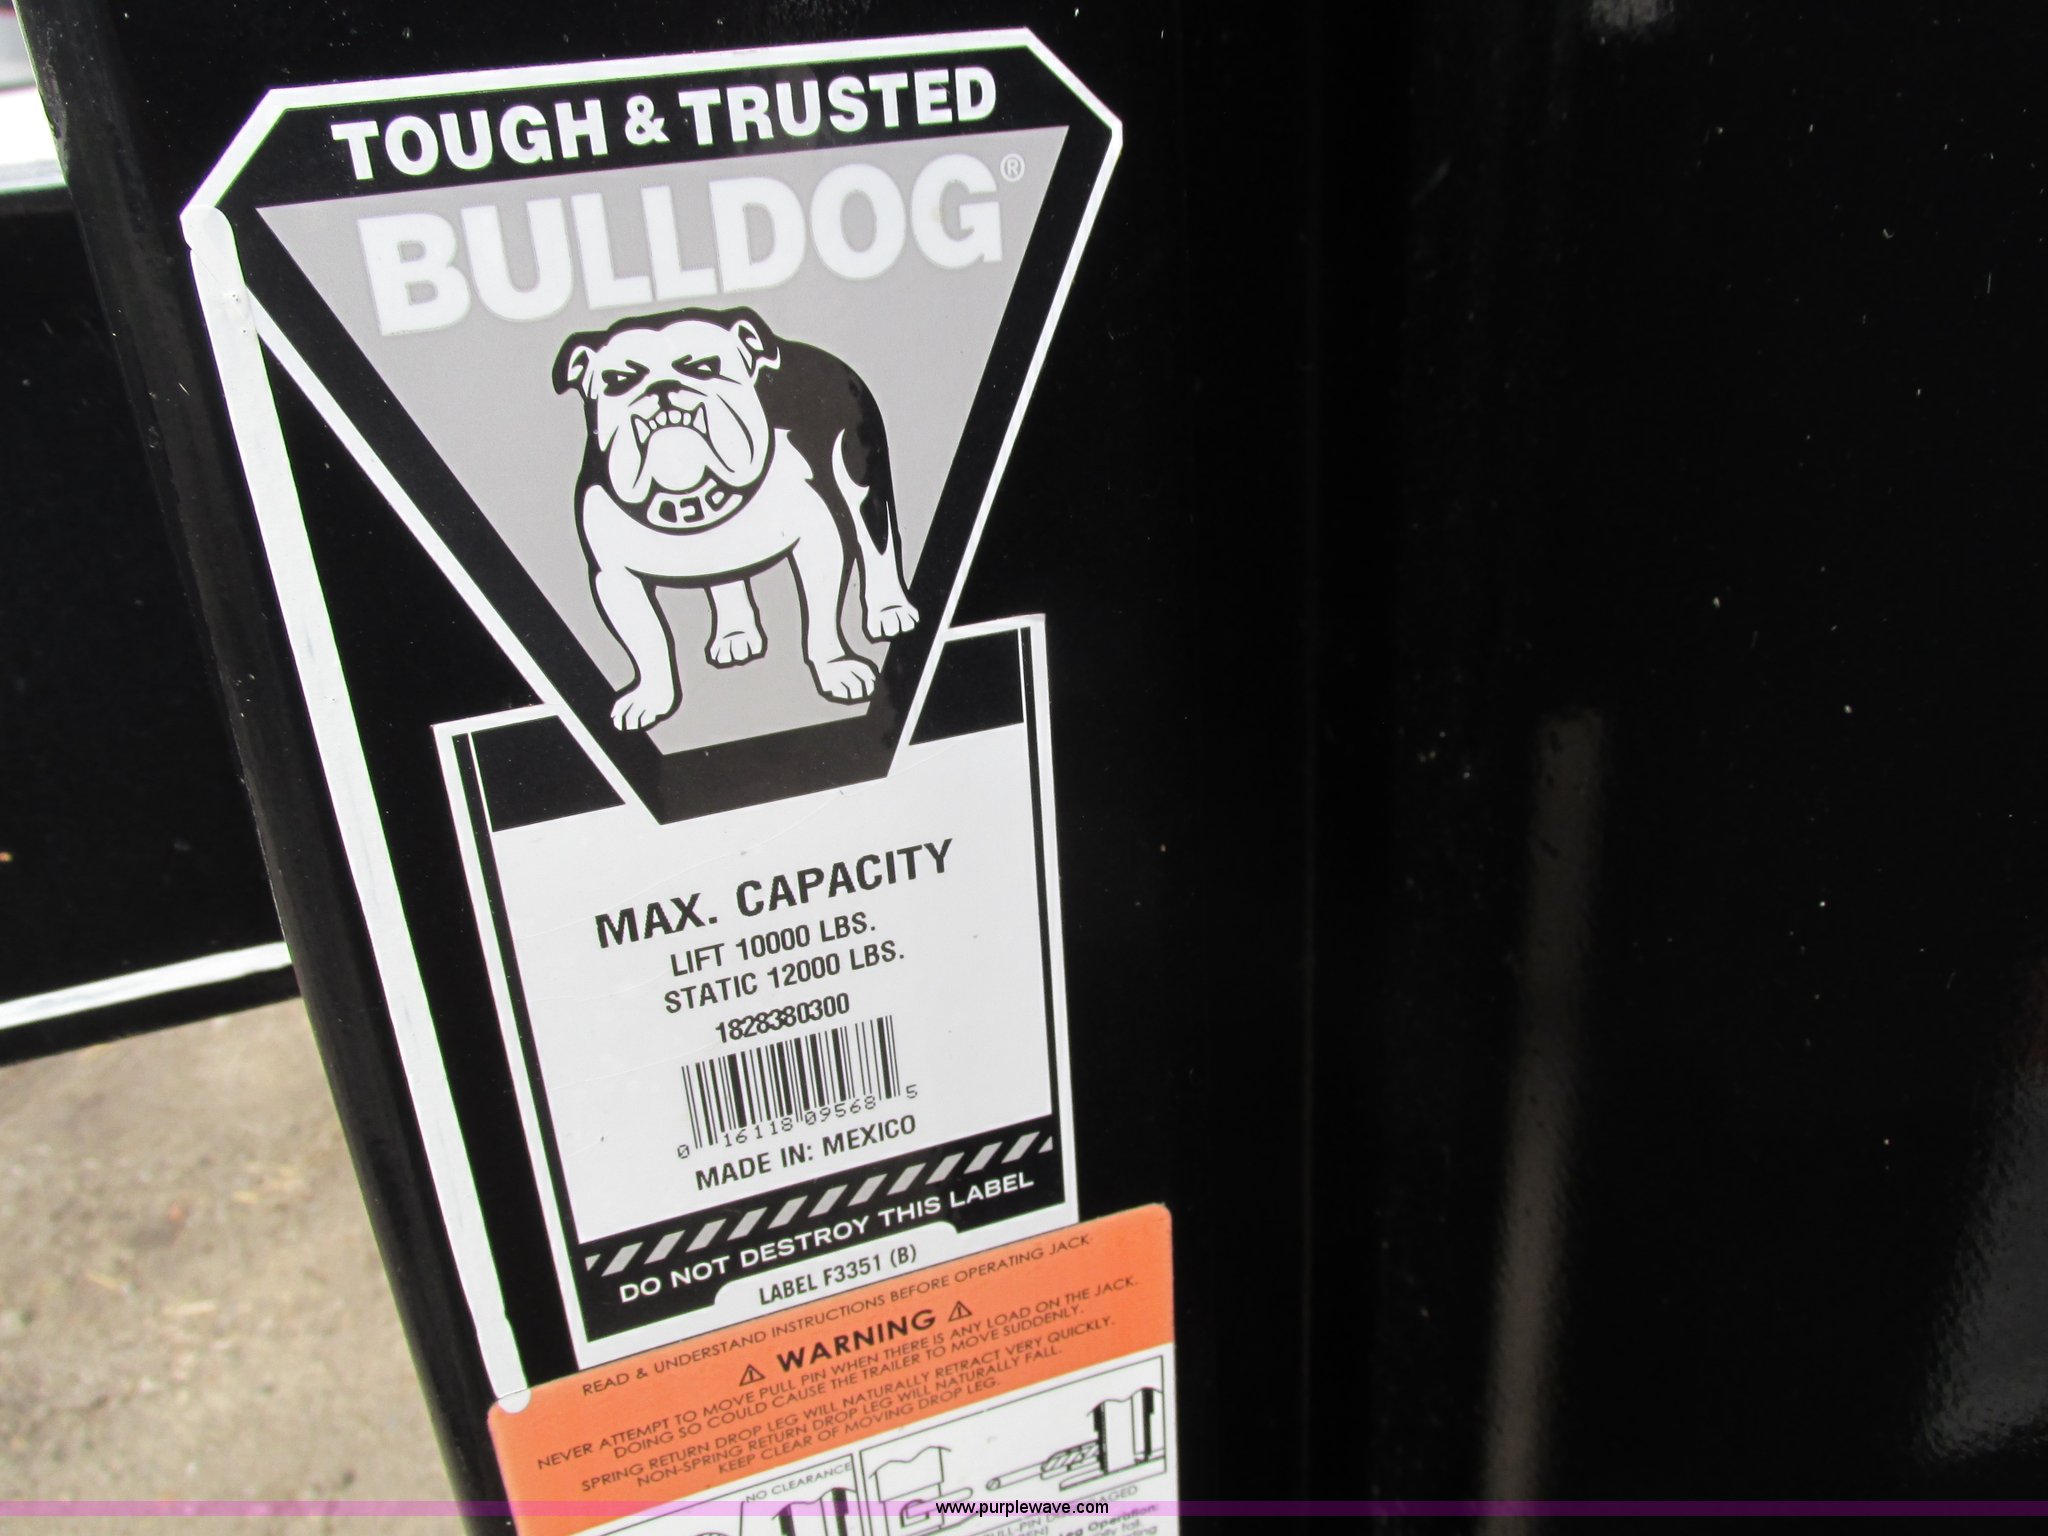 TOUGH & TRUSTED
BULLDOG®
MAX. CAPACITY
LIFT 10000 LBS.
STATIC 12000 LBS.
1828380300
0 16118 09568 5
MADE IN: MEXICO
DO NOT DESTROY THIS LABEL
LABEL F3351 (B)
READ & UNDERSTAND INSTRUCTIONS BEFORE OPERATING JACK
⚠ WARNING ⚠
NEVER ATTEMPT TO MOVE PULL PIN WHEN THERE IS ANY LOAD ON THE JACK.
DOING SO COULD CAUSE THE TRAILER TO MOVE SUDDENLY.
SPRING RETURN DROP LEG WILL NATURALLY RETRACT VERY QUICKLY.
NON-SPRING RETURN DROP LEG WILL NATURALLY FALL.
KEEP CLEAR OF MOVING DROP LEG.
NO CLEARANCE
www.purplewave.com